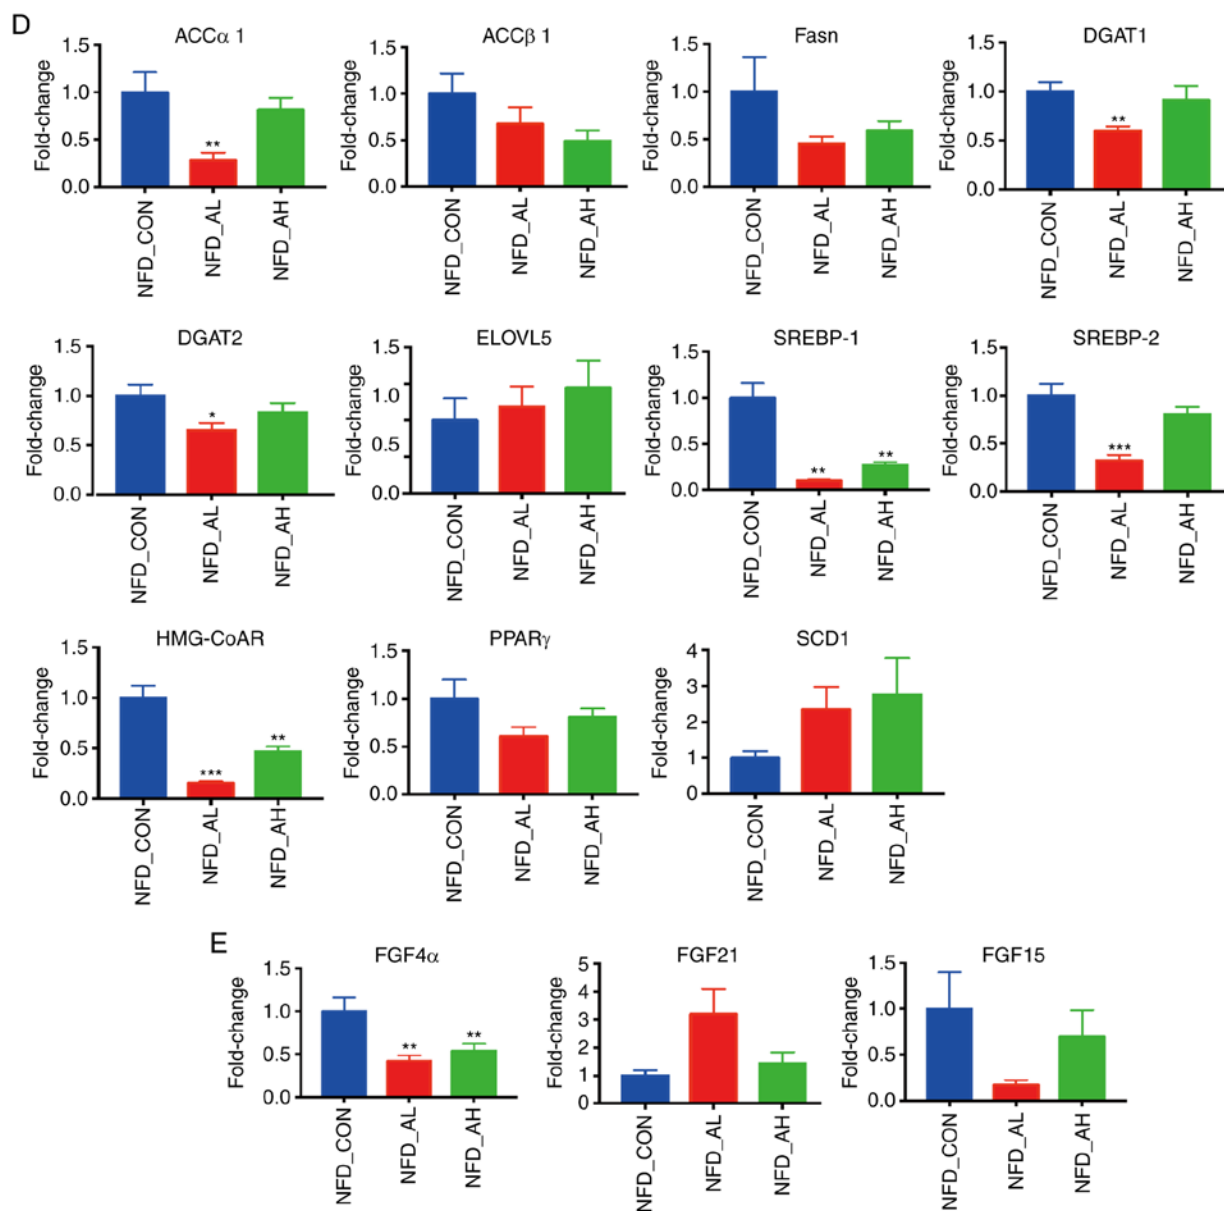 D
ACCα 1
Fold-change
1.5
1.0
0.5
0.0
**
NFD_CON
NFD_AL
NFD_AH
ACCβ 1
Fold-change
1.5
1.0
0.5
0.0
NFD_CON
NFD_AL
NFD_AH
Fasn
Fold-change
1.5
1.0
0.5
0.0
NFD_CON
NFD_AL
NFD_AH
DGAT1
Fold-change
1.5
1.0
0.5
0.0
**
NFD_CON
NFD_AL
NFD_AH
DGAT2
Fold-change
1.5
1.0
0.5
0.0
*
NFD_CON
NFD_AL
NFD_AH
ELOVL5
Fold-change
1.5
1.0
0.5
0.0
NFD_CON
NFD_AL
NFD_AH
SREBP-1
Fold-change
1.5
1.0
0.5
0.0
**
**
NFD_CON
NFD_AL
NFD_AH
SREBP-2
Fold-change
1.5
1.0
0.5
0.0
***
NFD_CON
NFD_AL
NFD_AH
HMG-CoAR
Fold-change
1.5
1.0
0.5
0.0
***
**
NFD_CON
NFD_AL
NFD_AH
PPARγ
Fold-change
1.5
1.0
0.5
0.0
NFD_CON
NFD_AL
NFD_AH
SCD1
Fold-change
4
3
2
1
0
NFD_CON
NFD_AL
NFD_AH
E
FGF4α
Fold-change
1.5
1.0
0.5
0.0
**
**
NFD_CON
NFD_AL
NFD_AH
FGF21
Fold-change
5
4
3
2
1
0
NFD_CON
NFD_AL
NFD_AH
FGF15
Fold-change
1.5
1.0
0.5
0.0
NFD_CON
NFD_AL
NFD_AH